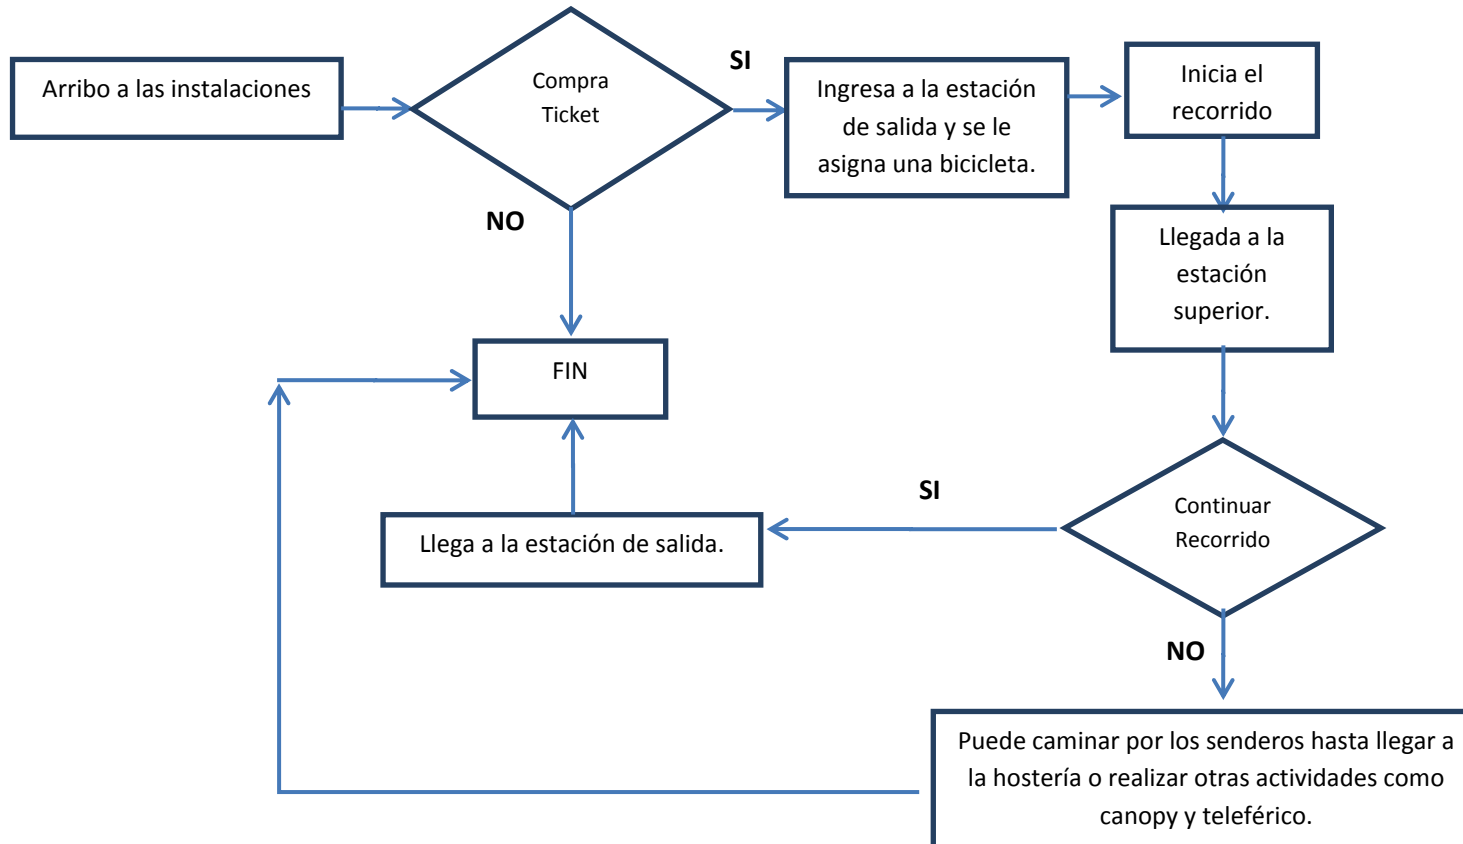 Arribo a las instalaciones
Compra
Ticket
SI
Ingresa a la estación
de salida y se le
asigna una bicicleta.
Inicia el
recorrido
NO
Llegada a la
estación
superior.
FIN
SI
Continuar
Recorrido
Llega a la estación de salida.
NO
Puede caminar por los senderos hasta llegar a
la hostería o realizar otras actividades como
canopy y teleférico.